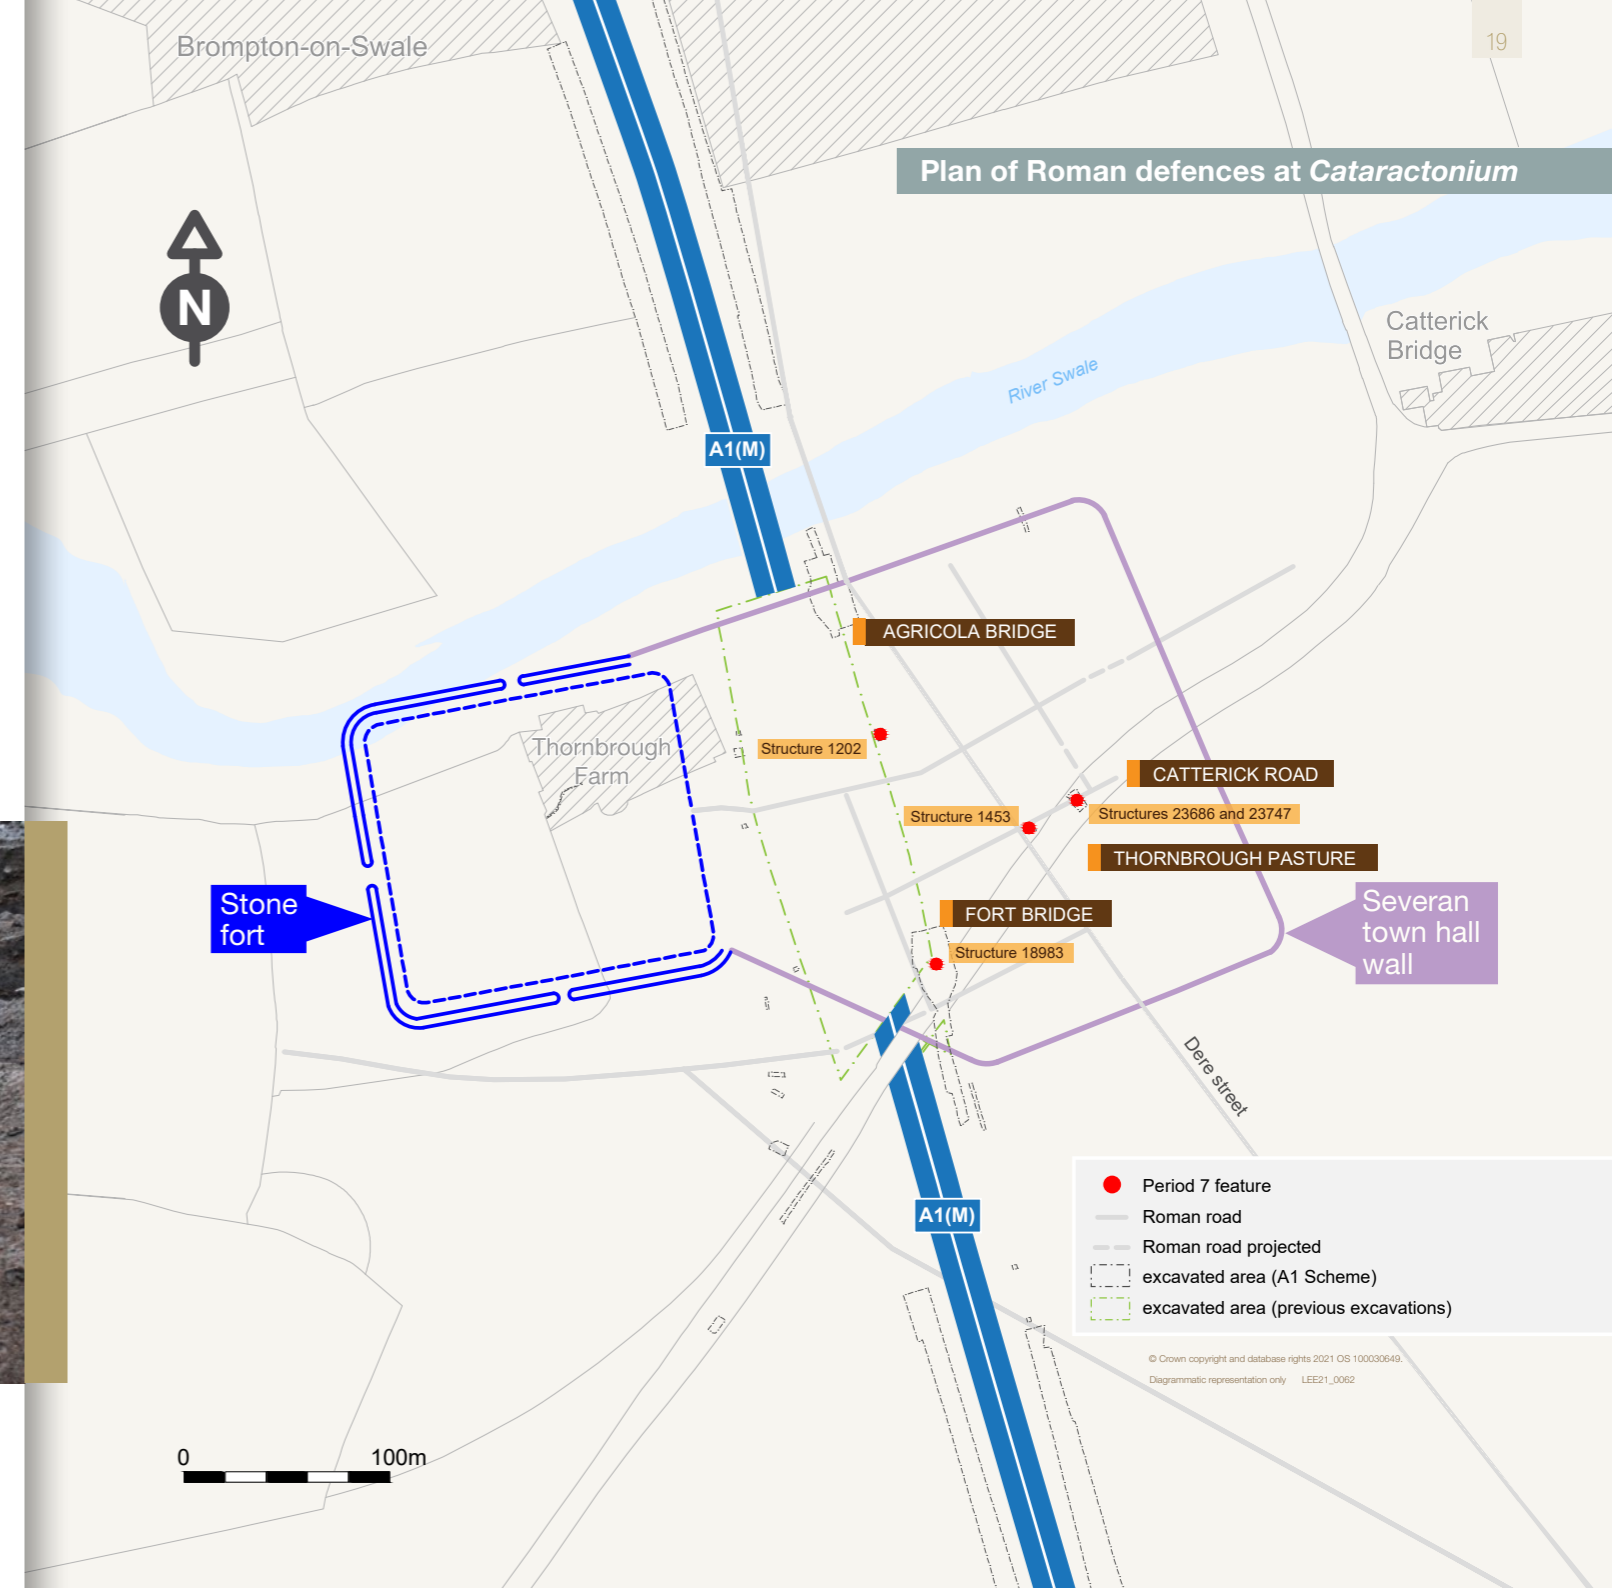 19
Brompton-on-Swale
Plan of Roman defences at Cataractonium
N
Catterick
Bridge
River Swale
A1(M)
AGRICOLA BRIDGE
Thornbrough
Farm
Structure 1202
CATTERICK ROAD
Structure 1453
Structures 23686 and 23747
THORNBROUGH PASTURE
Stone
fort
Severan
town hall
wall
FORT BRIDGE
Structure 18983
Dere street
A1(M)
Period 7 feature
Roman road
Roman road projected
excavated area (A1 Scheme)
excavated area (previous excavations)
© Crown copyright and database rights 2021 OS 100030649.
Diagrammatic representation only LEE21_0062
0 100m